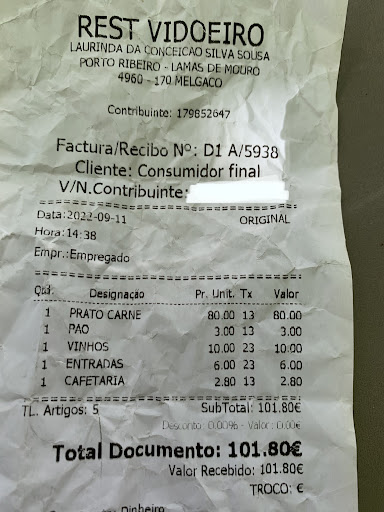 REST VIDOEIRO
LAURINDA DA CONCEICAO SILVA SOUSA
PORTO RIBEIRO - LAMAS DE MOURO
4960 - 170 MELGACO
Contribuinte: 179852647
Factura/Recibo Nº: D1 A/5938
Cliente: Consumidor final
V/N.Contribuinte:
Data:2022-09-11 ORIGINAL
Hora:14:38
Empr.:Empregado
Qtd. Designação Pr. Unit. Tx Valor
1 PRATO CARNE 80.00 13 80.00
1 PAO 3.00 13 3.00
1 VINHOS 10.00 23 10.00
1 ENTRADAS 6.00 23 6.00
1 CAFETARIA 2.80 13 2.80
TL. Artigos: 5 SubTotal: 101.80€
Desconto: 0.00% - Valor: 0.00€
Total Documento: 101.80€
Valor Recebido: 101.80€
TROCO: €
Dinheiro